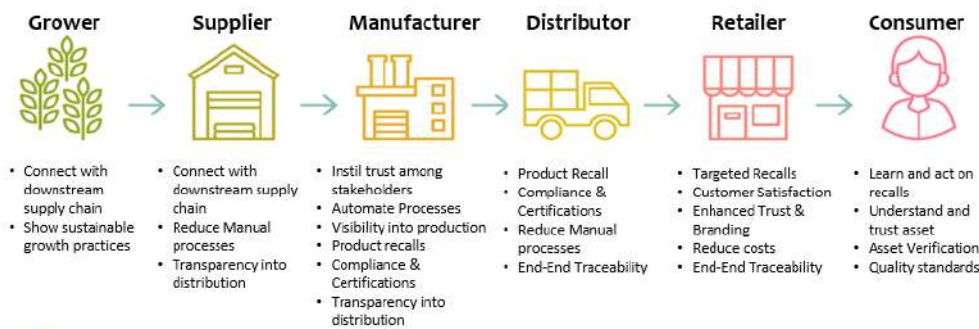 Grower
Supplier
Manufacturer
Distributor
Retailer
Consumer
• Connect with
downstream
supply chain
• Show sustainable
growth practices
• Connect with
downstream supply
chain
• Reduce Manual
processes
• Transparency into
distribution
• Instil trust among
stakeholders
• Automate Processes
• Visibility into production
• Product recalls
• Compliance &
Certifications
• Transparency into
distribution
• Product Recall
• Compliance &
Certifications
• Reduce Manual
processes
• End-End Traceability
• Targeted Recalls
• Customer Satisfaction
• Enhanced Trust &
Branding
• Reduce costs
• End-End Traceability
• Learn and act on
recalls
• Understand and
trust asset
• Asset Verification
• Quality standards